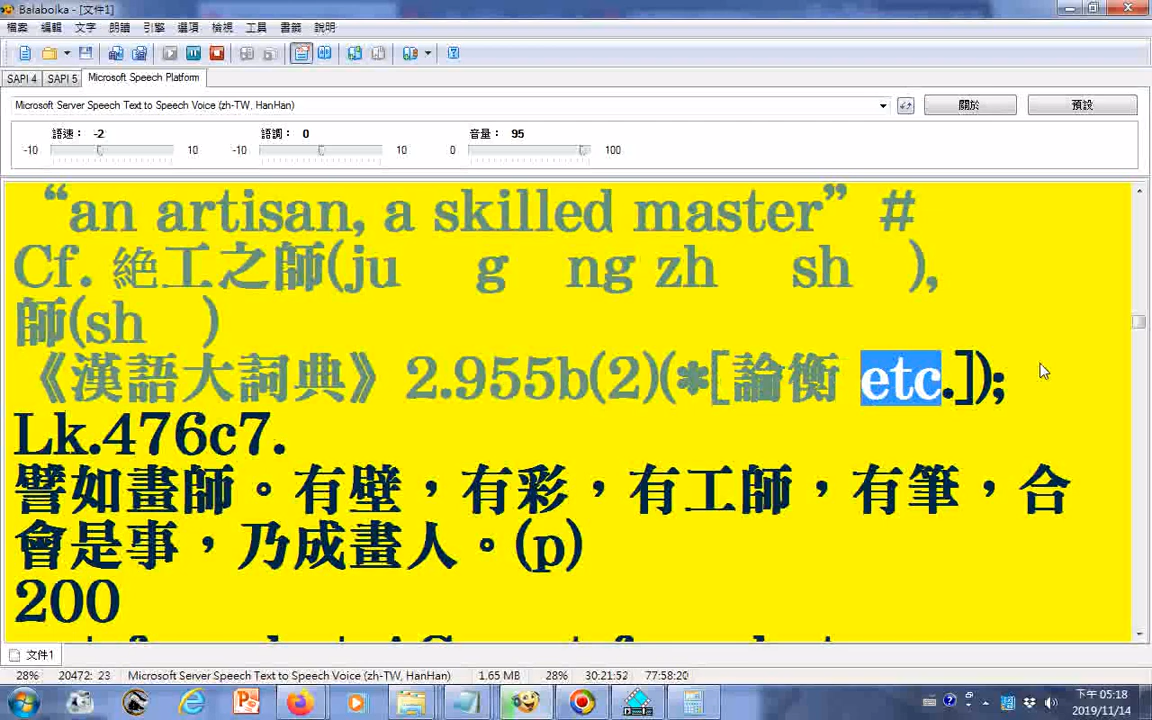 Balabolka - [文件1]
檔案 編輯 文字 朗讀 引擎 選項 檢視 工具 書籤 說明
SAPI 4 SAPI 5 Microsoft Speech Platform
Microsoft Server Speech Text to Speech Voice (zh-TW, HanHan) 關於 預設
語速： -2 語調： 0 音量： 95
-10 10 -10 10 0 100
“an artisan, a skilled master” #
Cf. 絕工之師(ju g ng zh sh ),
師(sh )
《漢語大詞典》 2.955b(2)(*[論衡 etc.]);
Lk.476c7.
譬如畫師。有壁，有彩，有工師，有筆，合
會是事，乃成畫人。(p)
200
文件1
28% 20472: 23 Microsoft Server Speech Text to Speech Voice (zh-TW, HanHan) 1.65 MB 28% 30:21:52 77:58:20
下午 05:18
2019/11/14